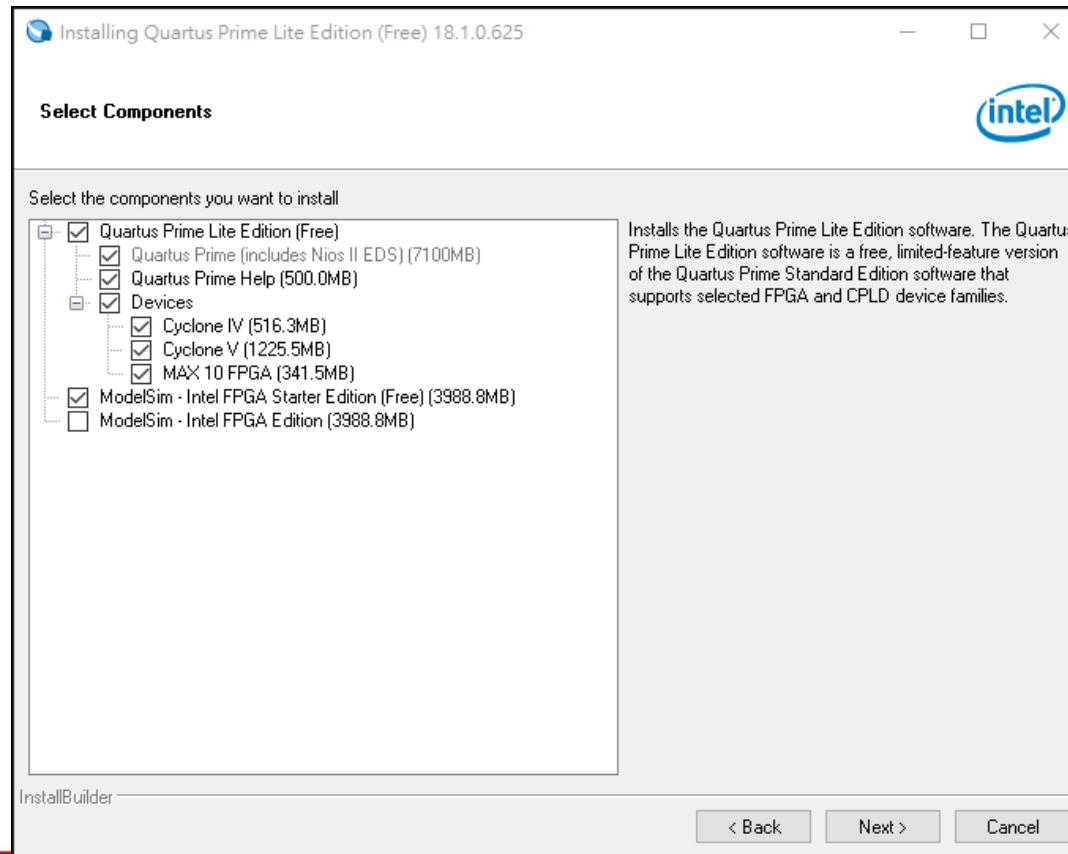 Installing Quartus Prime Lite Edition (Free) 18.1.0.625
Select Components
intel
Select the components you want to install
Quartus Prime Lite Edition (Free)
Quartus Prime (includes Nios II EDS) (7100MB)
Quartus Prime Help (500.0MB)
Devices
Cyclone IV (516.3MB)
Cyclone V (1225.5MB)
MAX 10 FPGA (341.5MB)
ModelSim - Intel FPGA Starter Edition (Free) (3988.8MB)
ModelSim - Intel FPGA Edition (3988.8MB)
Installs the Quartus Prime Lite Edition software. The Quartus
Prime Lite Edition software is a free, limited-feature version
of the Quartus Prime Standard Edition software that
supports selected FPGA and CPLD device families.
InstallBuilder
< Back
Next >
Cancel